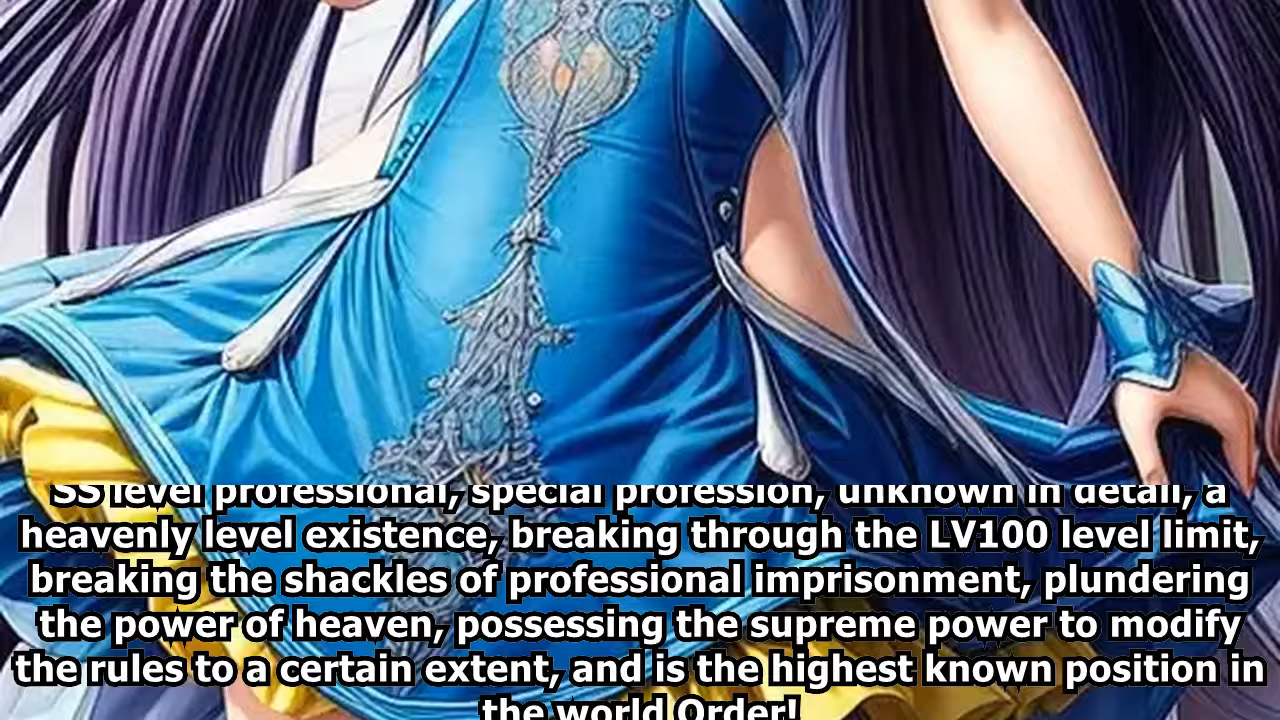 SS level professional, special profession, unknown in detail, a
heavenly level existence, breaking through the LV100 level limit,
breaking the shackles of professional imprisonment, plundering
the power of heaven, possessing the supreme power to modify
the rules to a certain extent, and is the highest known position in
the world Order!